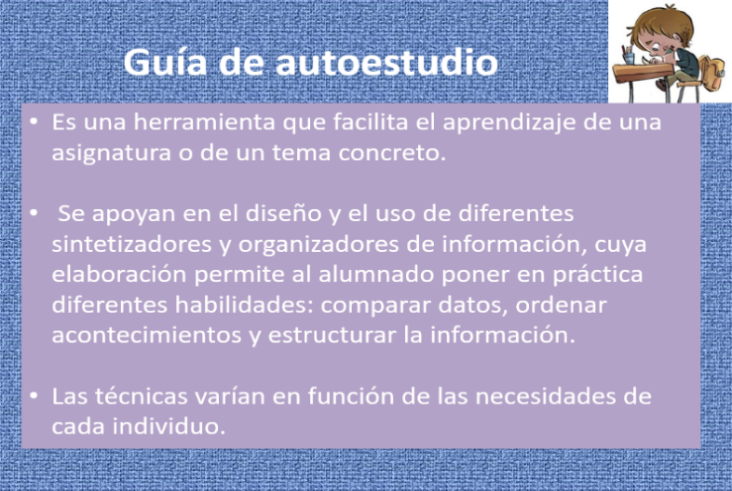 Guía de autoestudio
• Es una herramienta que facilita el aprendizaje de una
asignatura o de un tema concreto.
• Se apoyan en el diseño y el uso de diferentes
sintetizadores y organizadores de información, cuya
elaboración permite al alumnado poner en práctica
diferentes habilidades: comparar datos, ordenar
acontecimientos y estructurar la información.
• Las técnicas varían en función de las necesidades de
cada individuo.